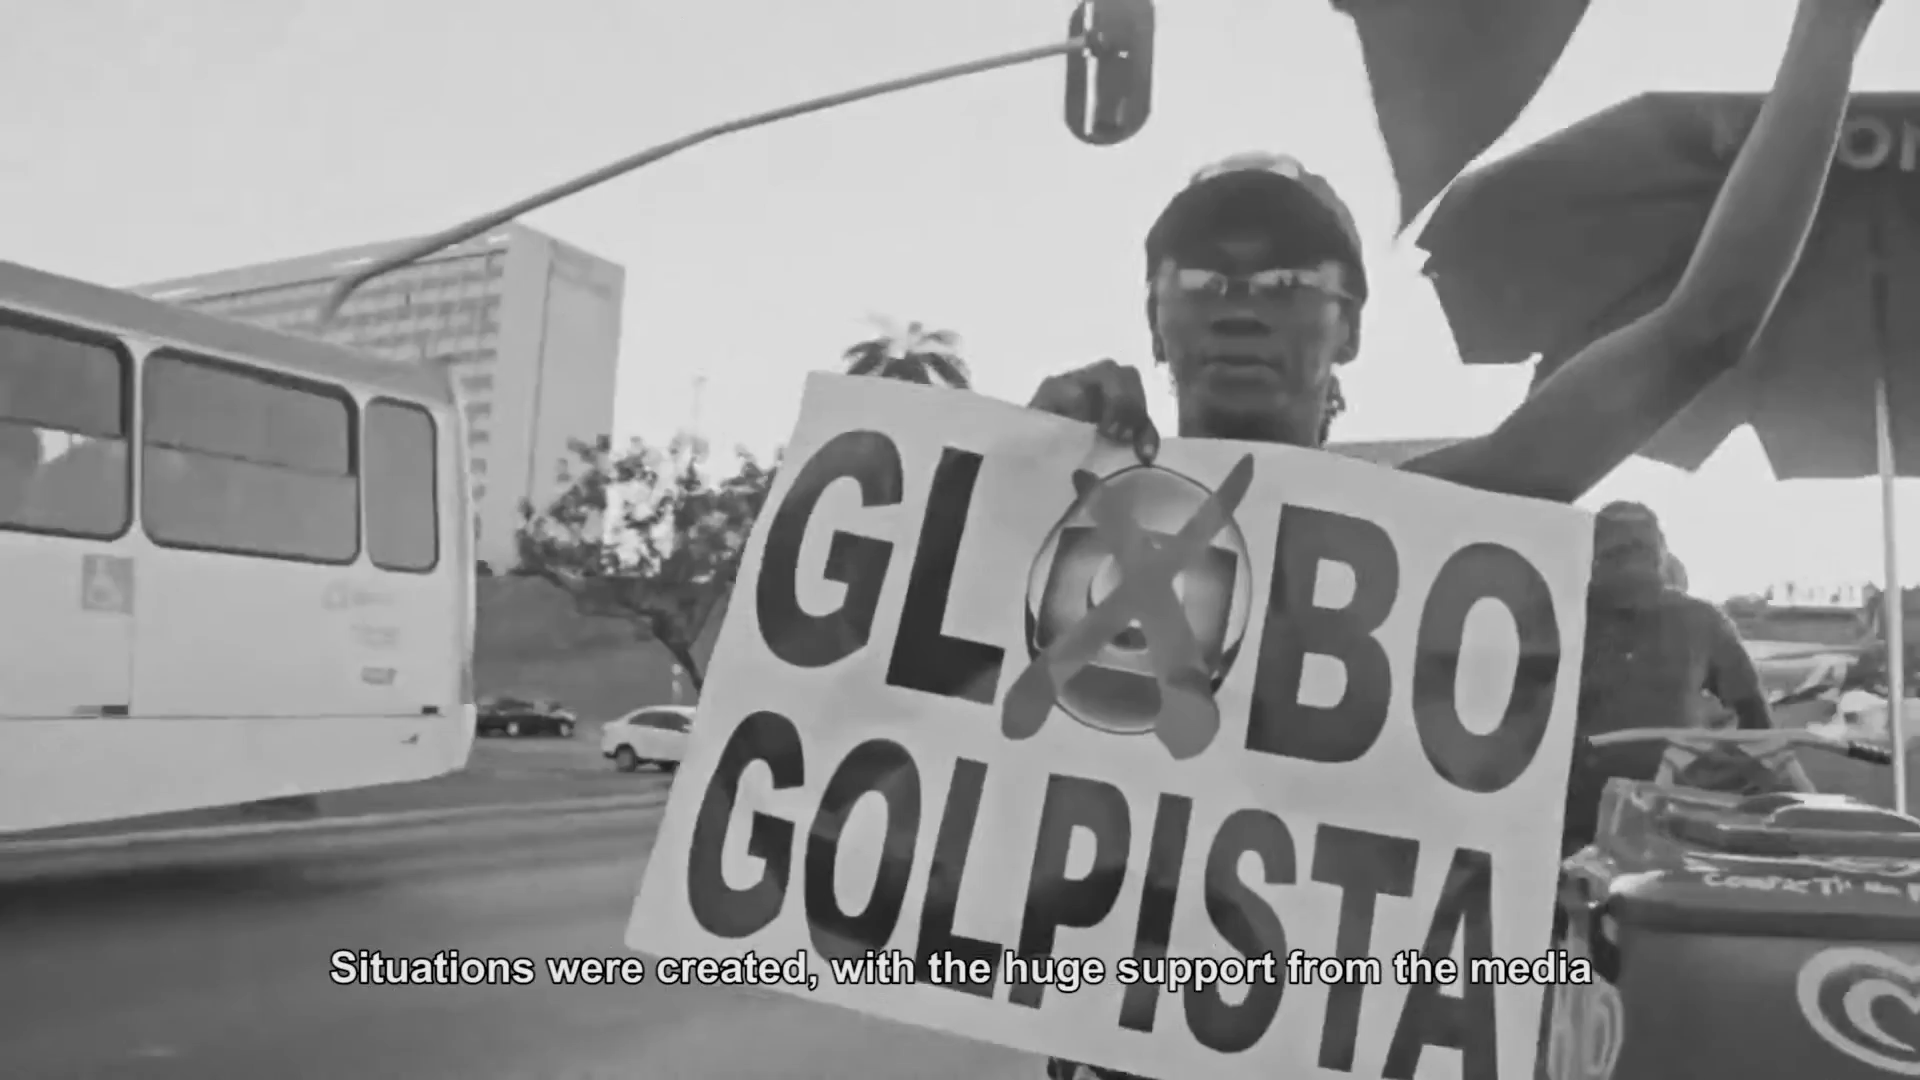 GLOBO
GOLPISTA
Situations were created, with the huge support from the media